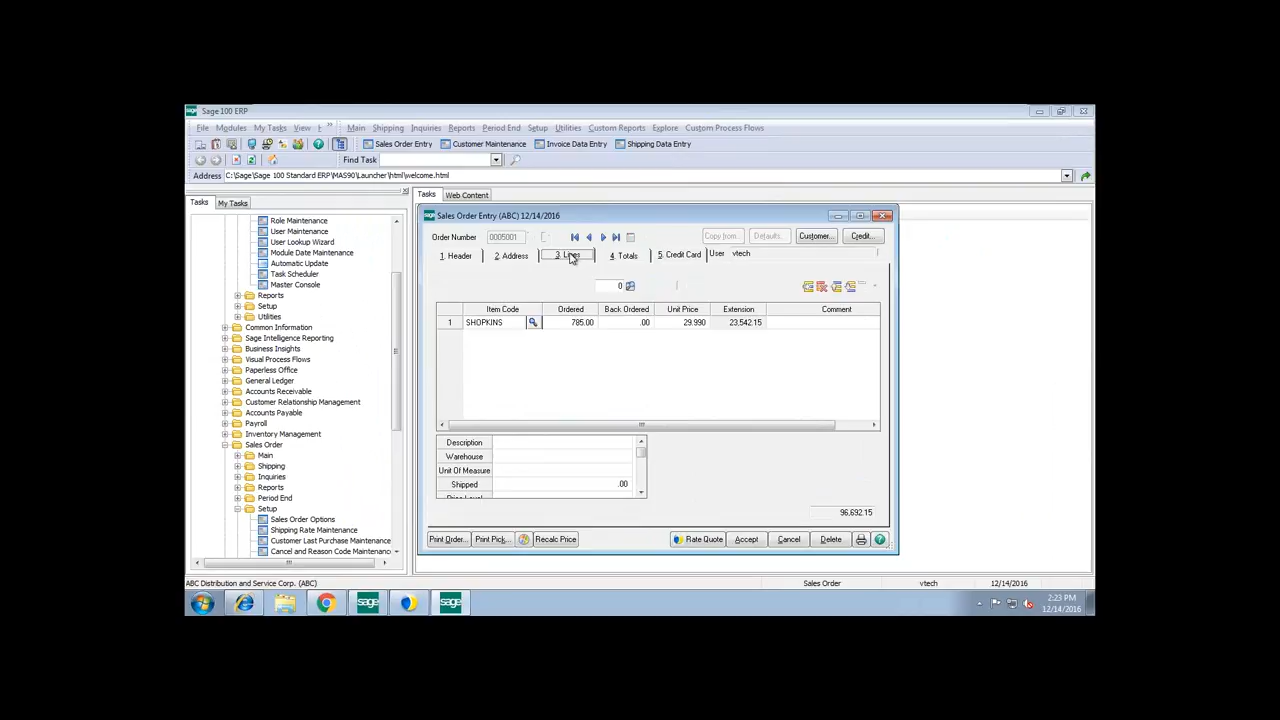 Sage 100 ERP
File Modules My Tasks View » Main Shipping Inquiries Reports Period End Setup Utilities Custom Reports Explore Custom Process Flows
Sales Order Entry Customer Maintenance Invoice Data Entry Shipping Data Entry
Find Task
Address C:\Sage\Sage 100 Standard ERP\MAS90\Launcher\html\welcome.html
Tasks My Tasks
Tasks Web Content
Role Maintenance
User Maintenance
User Lookup Wizard
Module Date Maintenance
Automatic Update
Task Scheduler
Master Console
Reports
Setup
Utilities
Common Information
Sage Intelligence Reporting
Business Insights
Visual Process Flows
Paperless Office
General Ledger
Accounts Receivable
Customer Relationship Management
Accounts Payable
Payroll
Inventory Management
Sales Order
Main
Shipping
Inquiries
Reports
Period End
Setup
Sales Order Options
Shipping Rate Maintenance
Customer Last Purchase Maintenance
Cancel and Reason Code Maintenance
Sales Order Entry (ABC) 12/14/2016
Order Number 0005001 Copy from... Defaults... Customer... Credit...
1. Header 2. Address 3. Lines 4. Totals 5. Credit Card User vtech
0
Item Code Ordered Back Ordered Unit Price Extension Comment
1 SHOPKINS 785.00 .00 29.990 23,542.15
Description
Warehouse
Unit Of Measure
Shipped .00
Price Level
96,692.15
Print Order... Print Pick... Recalc Price Rate Quote Accept Cancel Delete
ABC Distribution and Service Corp. (ABC) Sales Order vtech 12/14/2016
sage sage
2:23 PM
12/14/2016